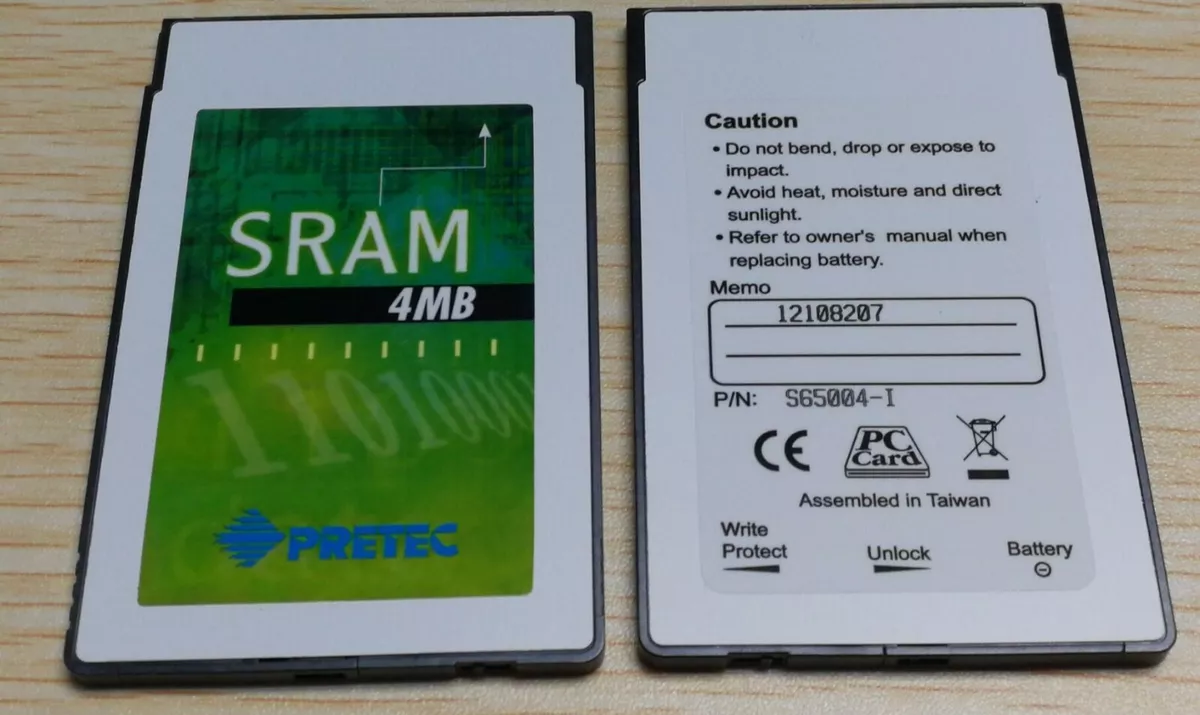 SRAM
4MB
1101000
PRETEC
Caution
• Do not bend, drop or expose to
impact.
• Avoid heat, moisture and direct
sunlight.
• Refer to owner's manual when
replacing battery.
Memo
12108207
P/N: S65004-I
CE
PC
Card
Assembled in Taiwan
Write
Protect
Unlock
Battery